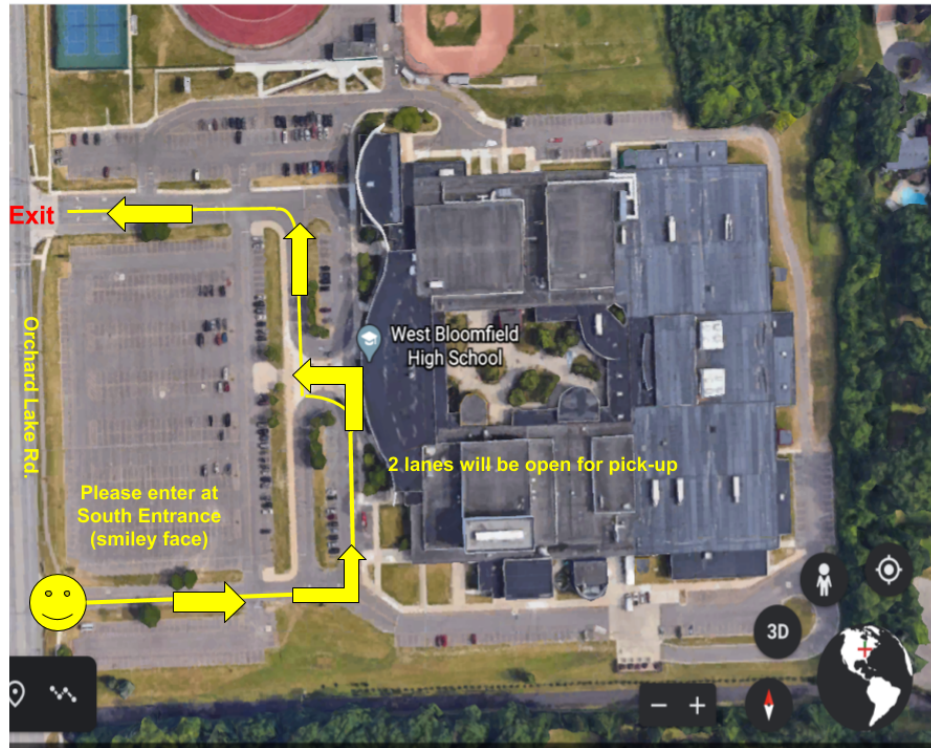 Exit
West Bloomfield
High School
Orchard Lake Rd.
2 lanes will be open for pick-up
Please enter at
South Entrance
(smiley face)
3D